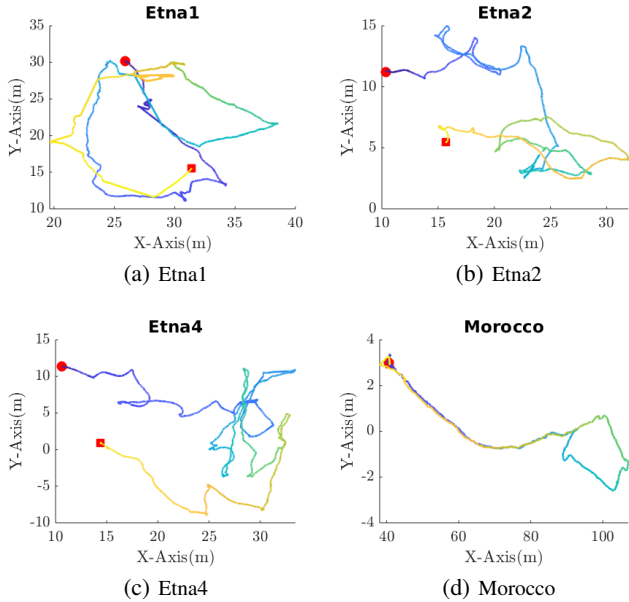 Etna1
Etna2
35
30
25
20
15
10
20
25
30
35
40
Y-Axis(m)
X-Axis(m)
15
10
5
0
10
15
20
25
30
Y-Axis(m)
X-Axis(m)
(a) Etna1
(b) Etna2
Etna4
Morocco
15
10
5
0
-5
-10
10
15
20
25
30
Y-Axis(m)
X-Axis(m)
4
2
0
-2
-4
40
60
80
100
Y-Axis(m)
X-Axis(m)
(c) Etna4
(d) Morocco